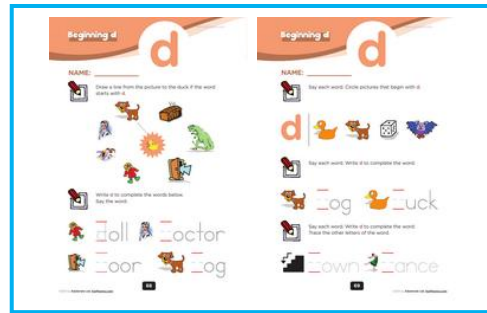 Beginning d
d
NAME:
Draw a line from the picture to the duck if the word
starts with d.
Write d to complete the words below.
Say the word.
oll
octor
oor
og
88
Beginning d
d
NAME:
Say each word. Circle pictures that begin with d.
d
Say each word. Write d to complete the word.
og
uck
Say each word. Write d to complete the word.
Trace the other letters of the word.
own
ance
89